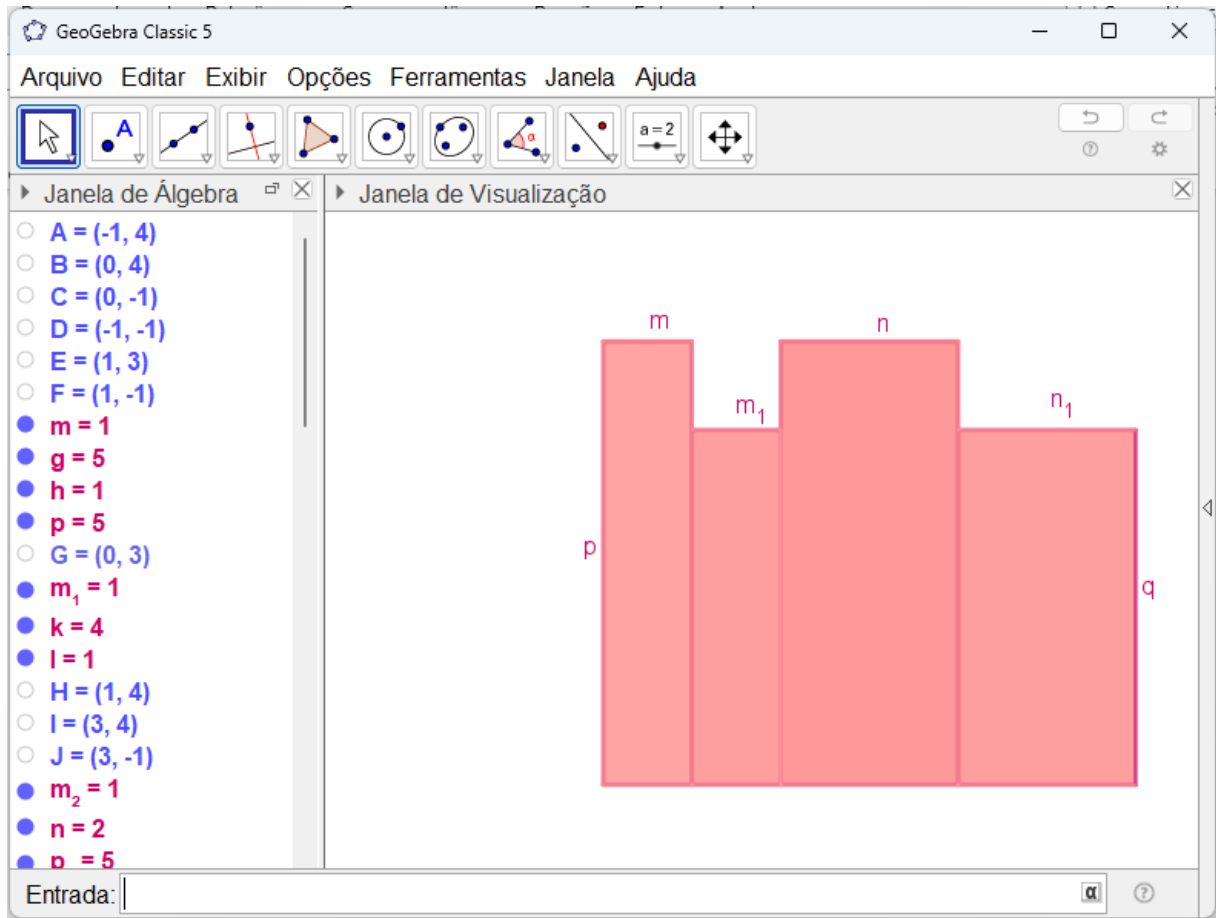 GeoGebra Classic 5
Arquivo Editar Exibir Opções Ferramentas Janela Ajuda
A
α
a = 2
Janela de Álgebra
Janela de Visualização
A = (-1, 4)
B = (0, 4)
C = (0, -1)
D = (-1, -1)
E = (1, 3)
F = (1, -1)
m = 1
g = 5
h = 1
p = 5
G = (0, 3)
m₁ = 1
k = 4
l = 1
H = (1, 4)
I = (3, 4)
J = (3, -1)
m₂ = 1
n = 2
p = 5
m
n
m₁
n₁
p
q
Entrada:
α